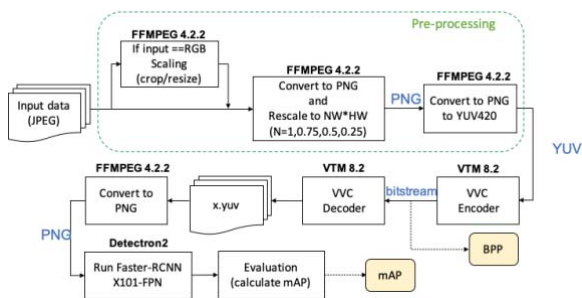 Pre-processing
FFMPEG 4.2.2
If input ==RGB
Scaling
(crop/resize)
Input data
(JPEG)
FFMPEG 4.2.2
Convert to PNG
and
Rescale to NW*HW
(N=1,0.75,0.5,0.25)
PNG
FFMPEG 4.2.2
Convert to PNG
to YUV420
YUV
VTM 8.2
VVC
Encoder
bitstream
BPP
VTM 8.2
VVC
Decoder
x.yuv
FFMPEG 4.2.2
Convert to
PNG
PNG
Detectron2
Run Faster-RCNN
X101-FPN
Evaluation
(calculate mAP)
mAP